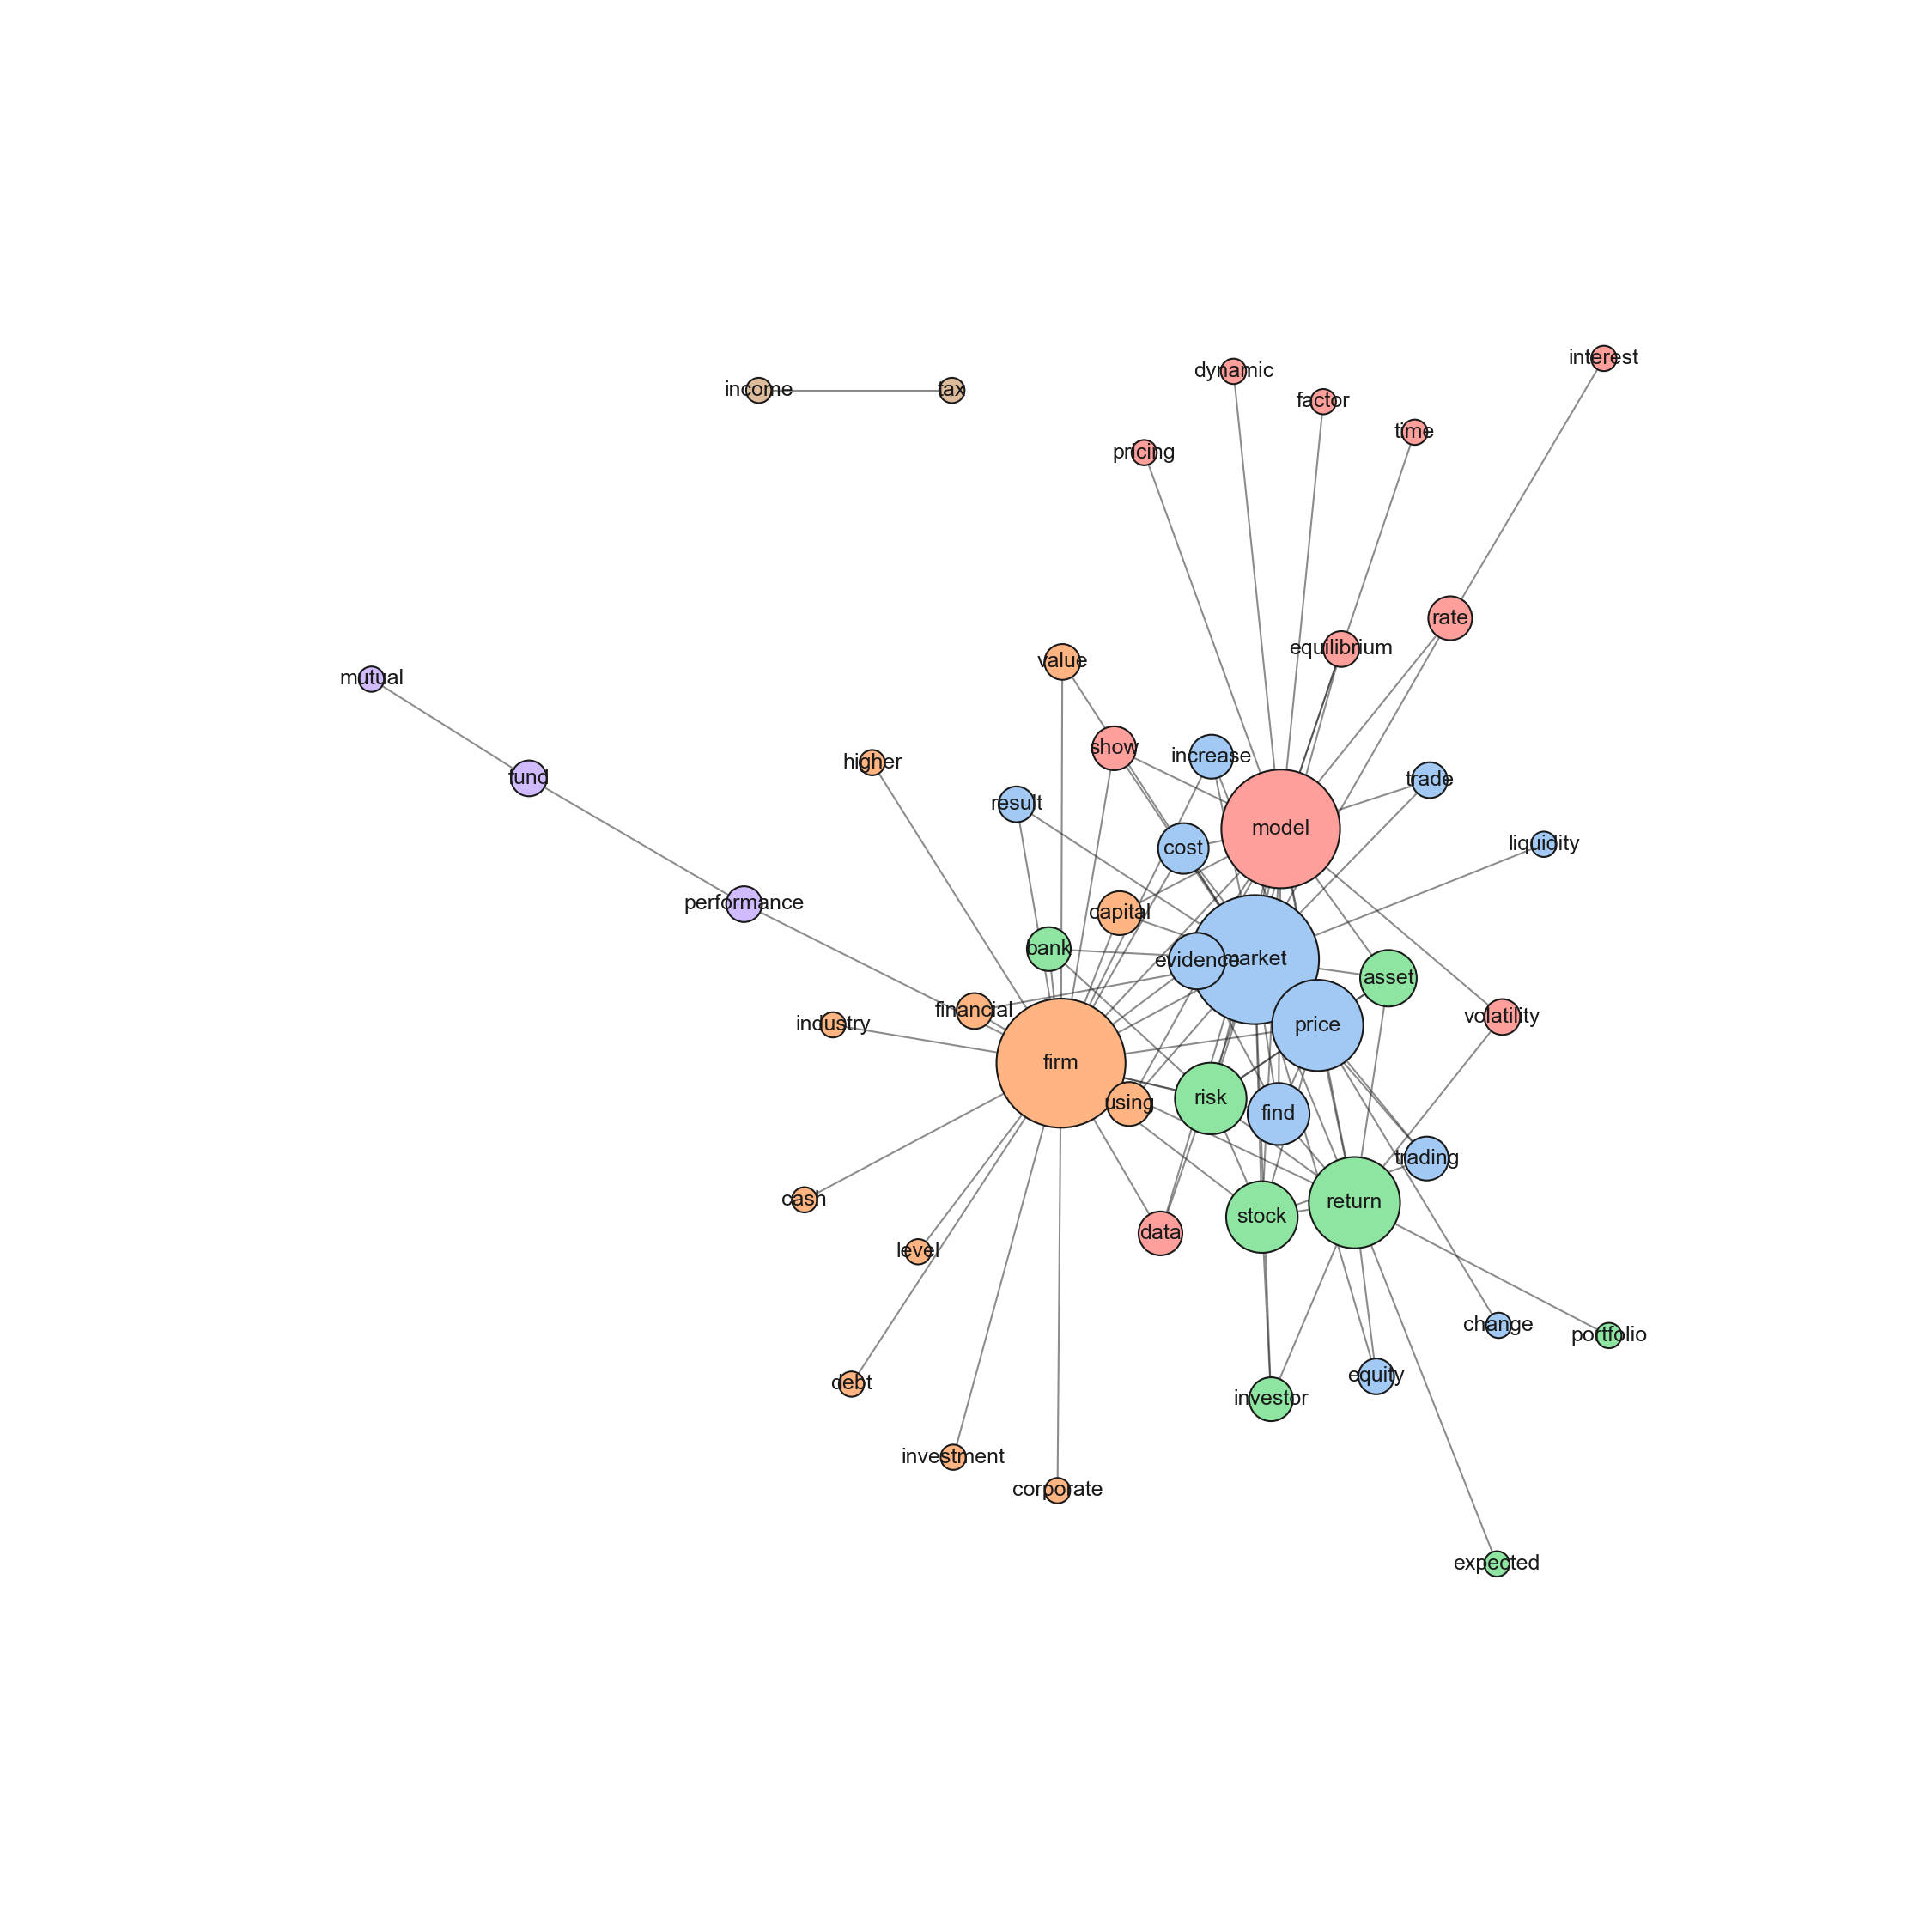 interest
dynamic
income
tax
factor
time
pricing
rate
equilibrium
value
mutual
show
increase
higher
fund
trade
result
model
liquidity
cost
performance
capital
bank
evidence
market
asset
financial
volatility
industry
price
firm
risk
using
find
trading
cash
return
stock
data
level
change
portfolio
equity
debt
investor
investment
corporate
expected